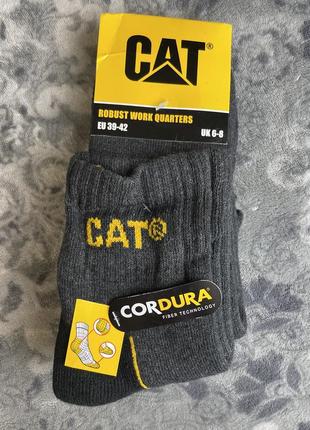 CAT®
ROBUST WORK QUARTERS
EU 39-42
UK 6-8
CAT®
CORDURA®
FIBER TECHNOLOGY